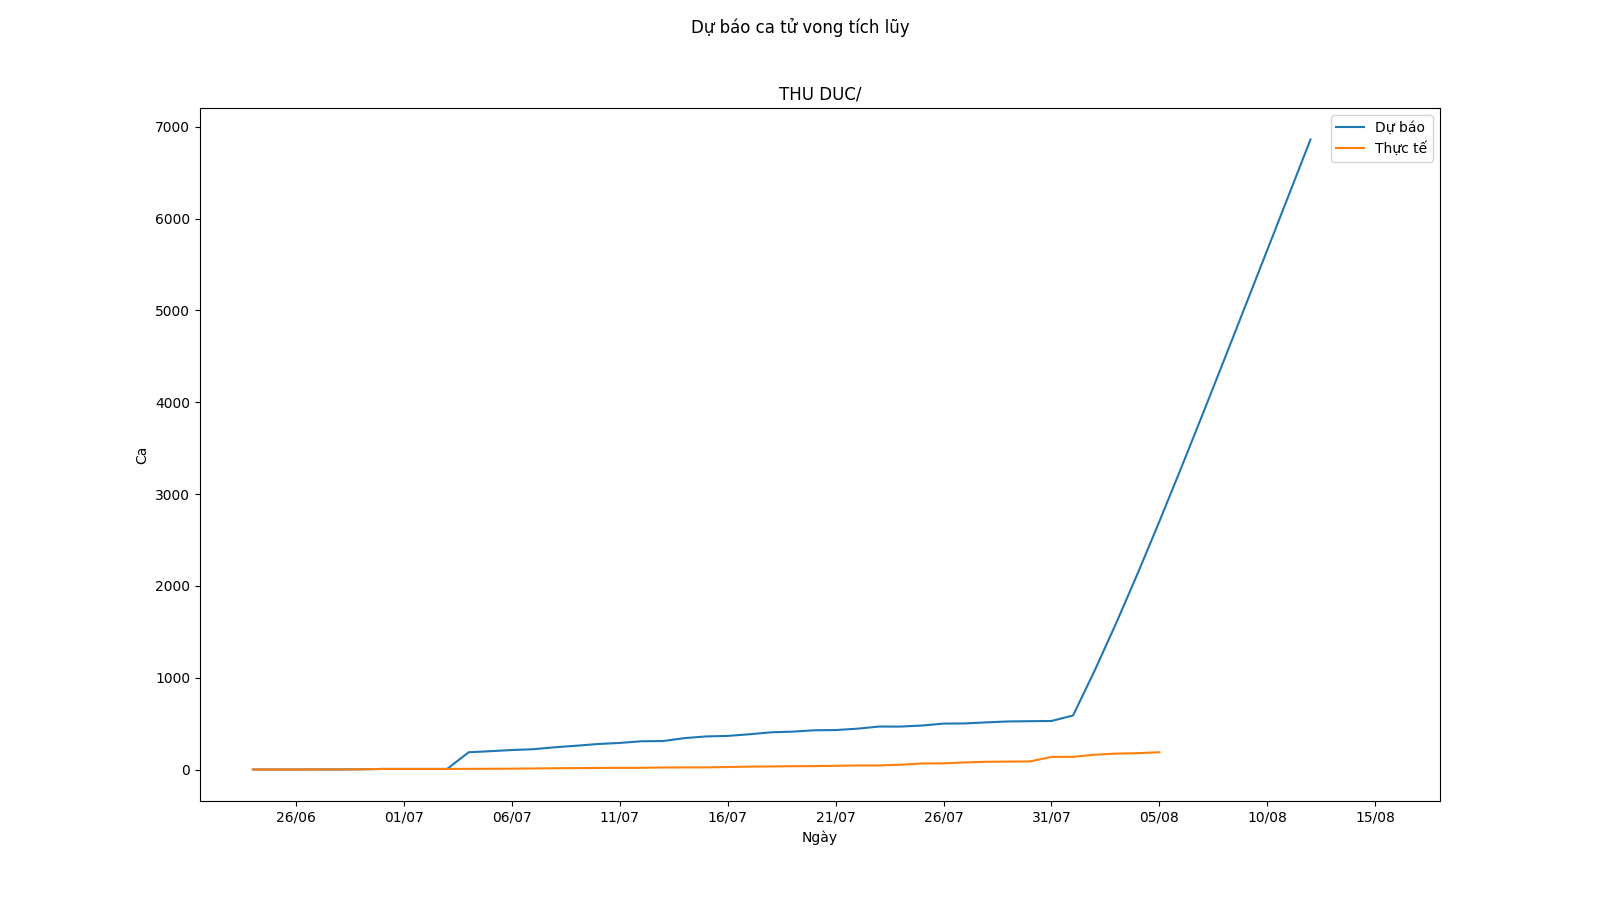 Dự báo ca tử vong tích lũy
THU DUC/
Dự báo
Thực tế
7000
6000
5000
4000
3000
2000
1000
0
Ca
26/06 01/07 06/07 11/07 16/07 21/07 26/07 31/07 05/08 10/08 15/08
Ngày